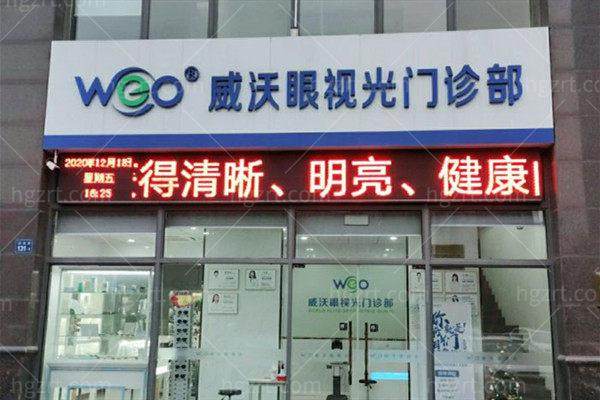 weo® 威沃眼视光门诊部
2020年12月18日
星期五
16:25
得清晰、明亮、健康
weo
威沃眼视光门诊部
131
hgzrt.com